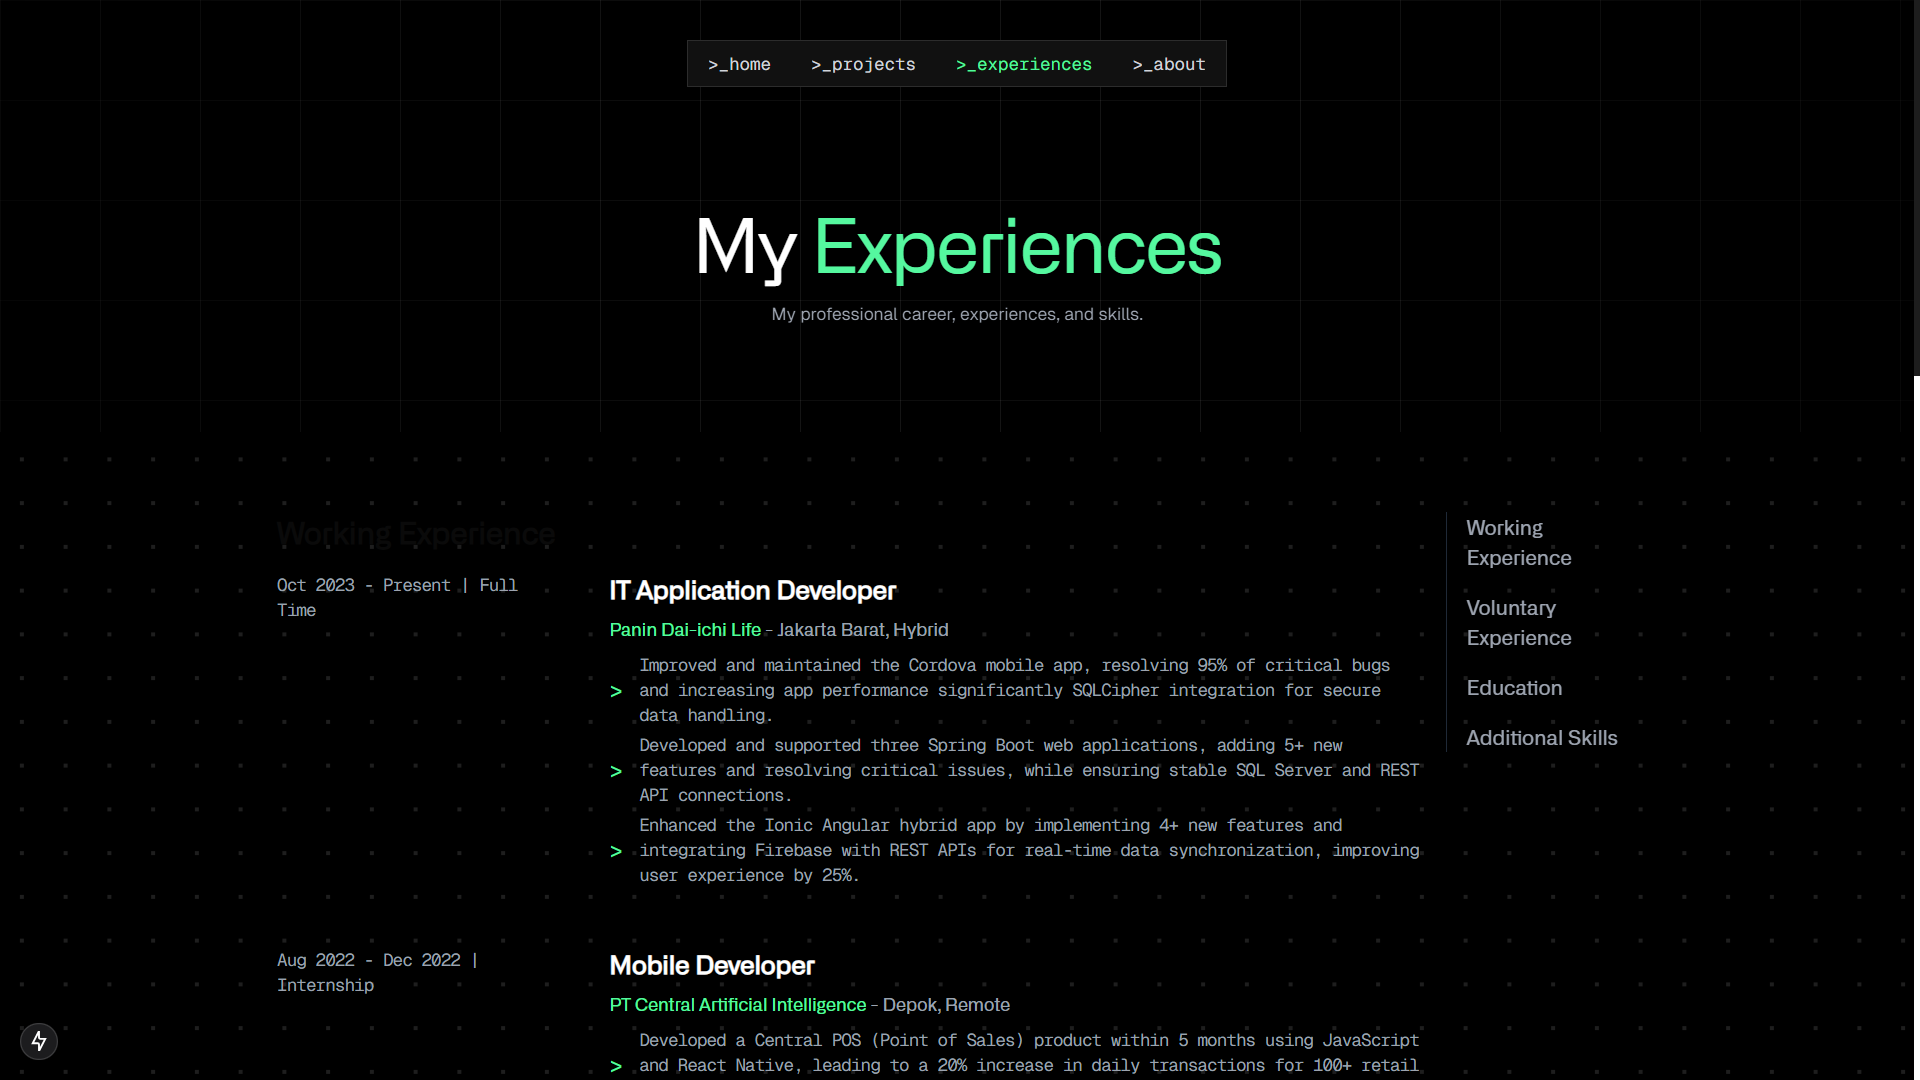 >_home >_projects >_experiences >_about
My Experiences
My professional career, experiences, and skills.
Working Experience
Oct 2023 - Present | Full
Time
IT Application Developer
Panin Dai-ichi Life - Jakarta Barat, Hybrid
> Improved and maintained the Cordova mobile app, resolving 95% of critical bugs
and increasing app performance significantly SQLCipher integration for secure
data handling.
> Developed and supported three Spring Boot web applications, adding 5+ new
features and resolving critical issues, while ensuring stable SQL Server and REST
API connections.
> Enhanced the Ionic Angular hybrid app by implementing 4+ new features and
integrating Firebase with REST APIs for real-time data synchronization, improving
user experience by 25%.
Aug 2022 - Dec 2022 |
Internship
Mobile Developer
PT Central Artificial Intelligence - Depok, Remote
> Developed a Central POS (Point of Sales) product within 5 months using JavaScript
and React Native, leading to a 20% increase in daily transactions for 100+ retail
Working
Experience
Voluntary
Experience
Education
Additional Skills